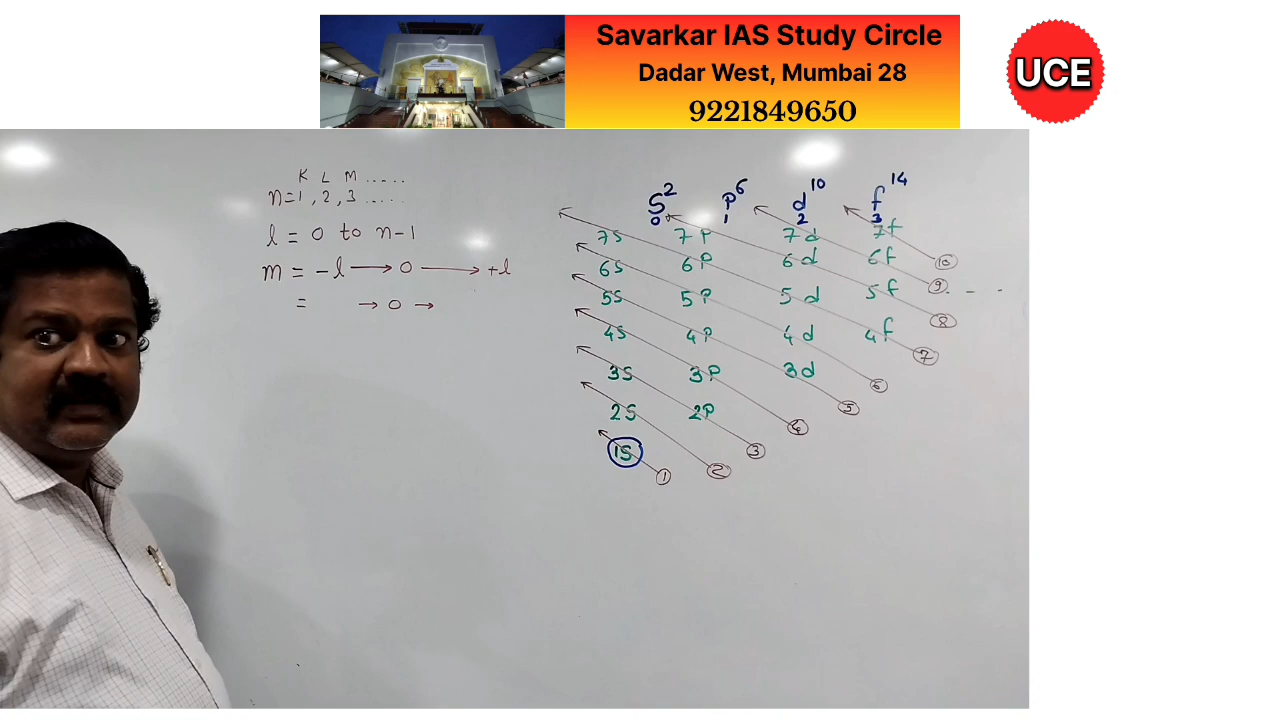 Savarkar IAS Study Circle
Dadar West, Mumbai 28
9221849650
UCE
K L M .....
n=1, 2, 3 .....
l = 0 to n-1
m = -l → 0 → +l
= → 0 →
S² P⁶ d¹⁰ f¹⁴
0 1 2 3
7S 7P 7d 7f
6S 6P 6d 6f
5S 5P 5d 5f
4S 4P 4d 4f
3S 3P 3d
2S 2P
1S
1 2 3 4 5 6 7 8 9 10